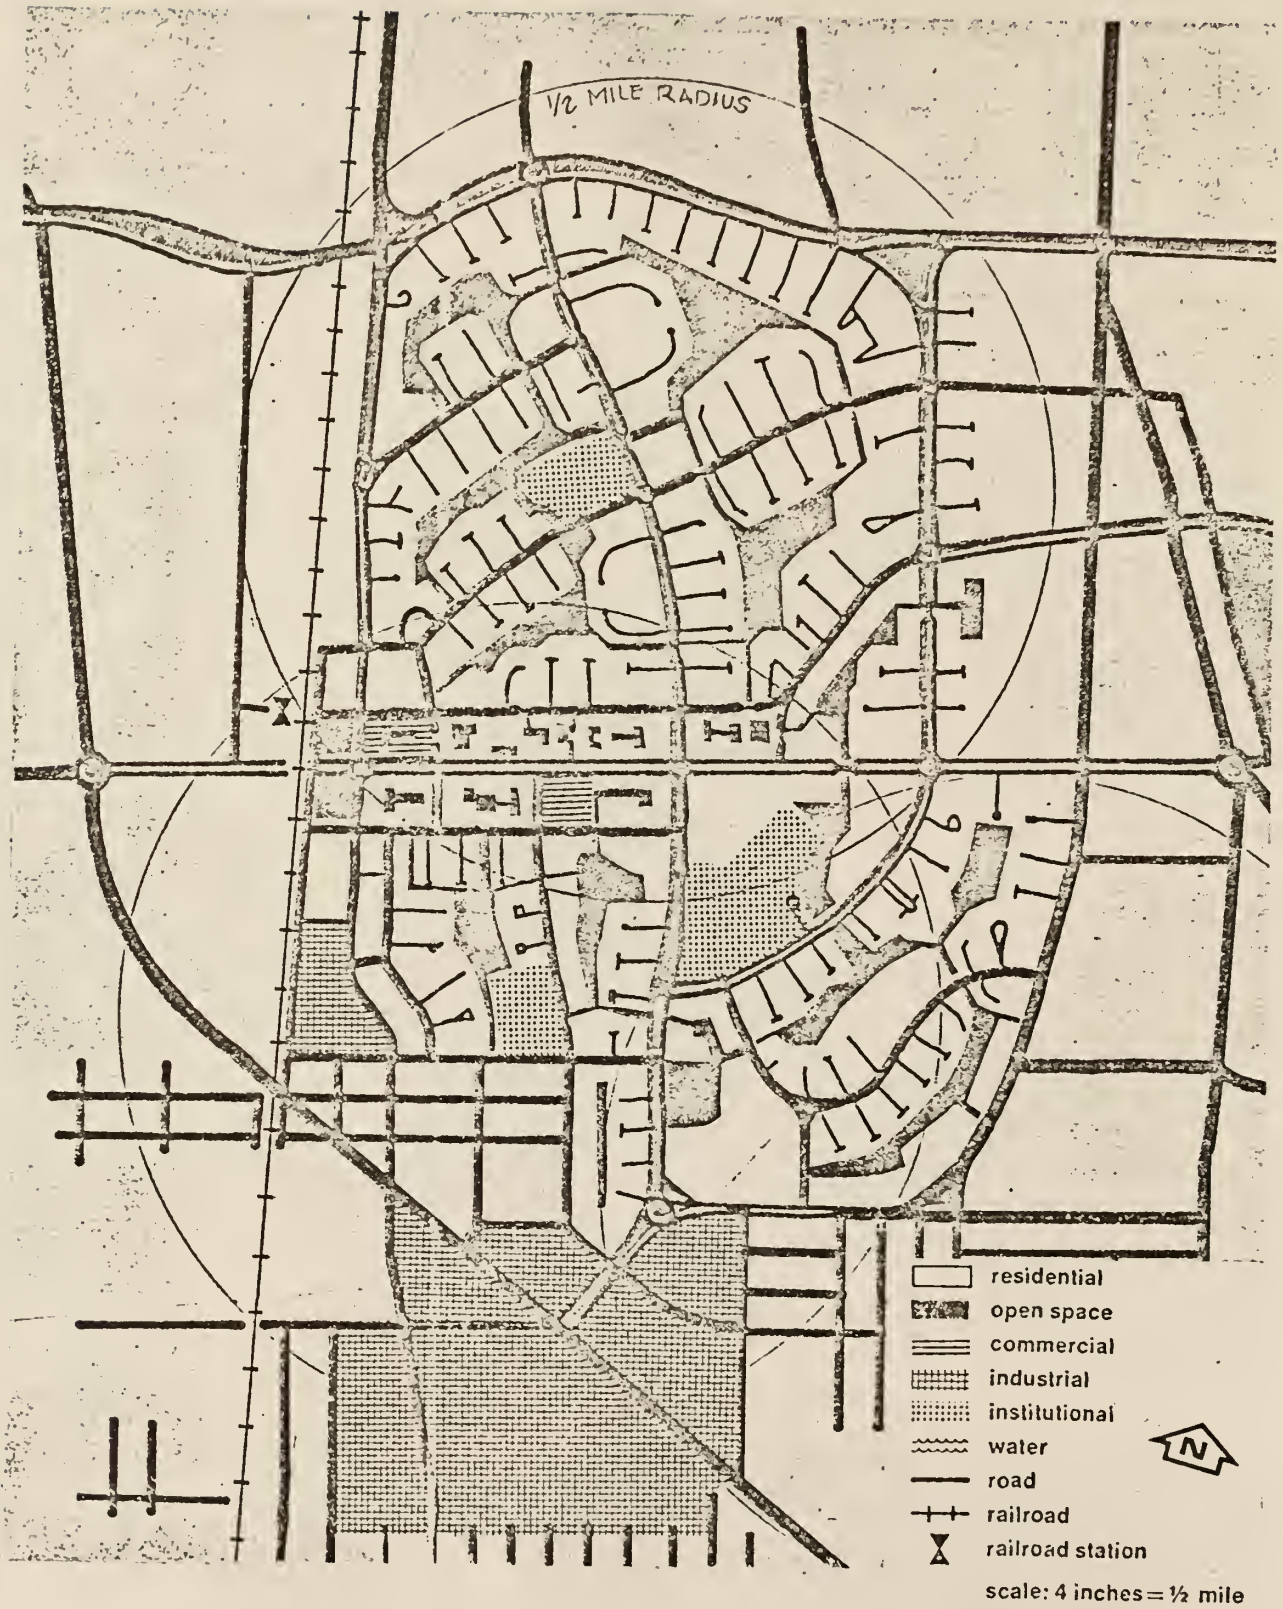 1/2 MILE RADIUS
residential
open space
commercial
industrial
institutional
water
N
road
railroad
railroad station
scale: 4 inches = ½ mile